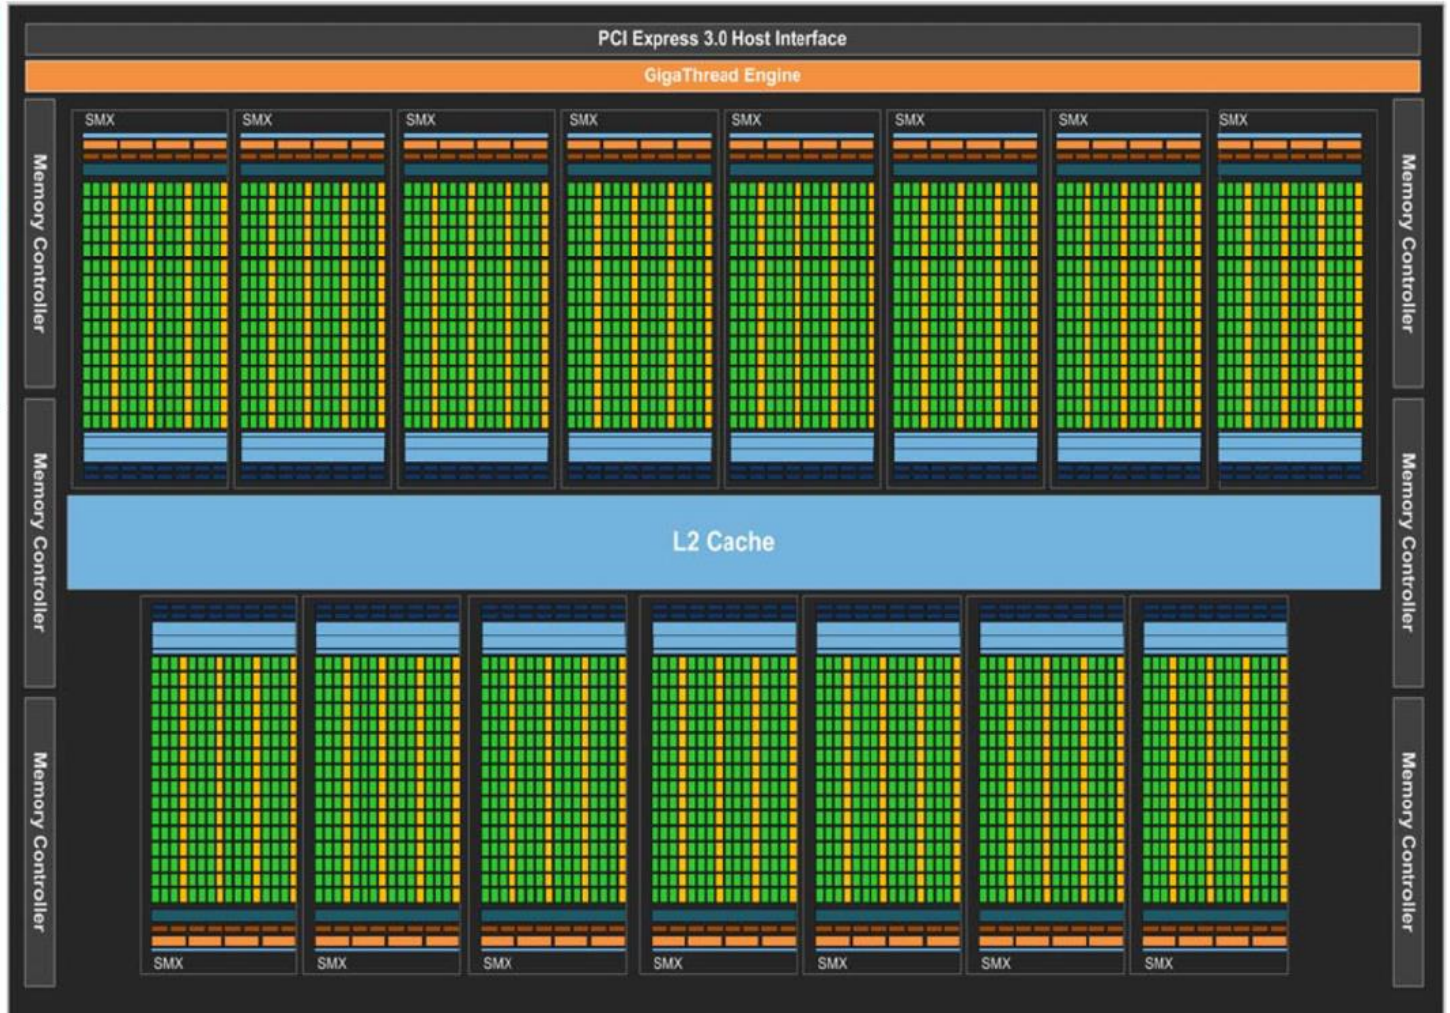 PCI Express 3.0 Host Interface
GigaThread Engine
SMX SMX SMX SMX SMX SMX SMX SMX
Memory Controller
Memory Controller
Memory Controller
Memory Controller
L2 Cache
Memory Controller
Memory Controller
SMX SMX SMX SMX SMX SMX SMX